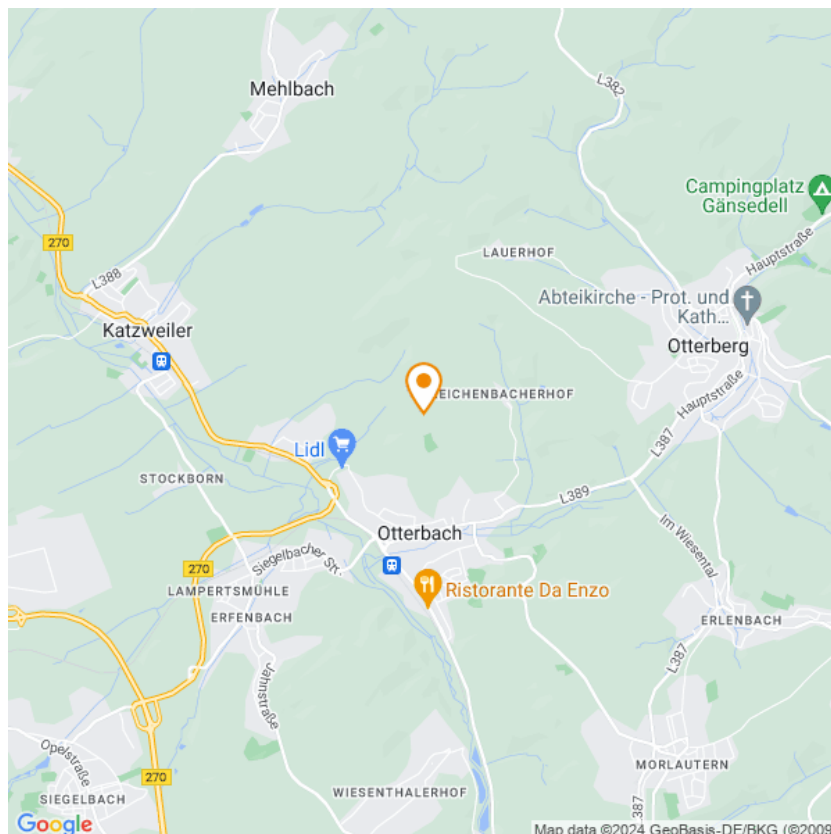 Mehlbach
L382
Campingplatz
Gänsedell
Hauptstraße
LAUERHOF
270
L388
Abteikirche - Prot. und
Kath...
Katzweiler
Otterberg
EICHENBACHERHOF
Hauptstraße
L387
Lidl
STOCKBORN
L389
Otterbach
Im Wiesental
Siegelbacher Str.
270
LAMPERTSMÜHLE
Ristorante Da Enzo
ERFENBACH
ERLENBACH
L387
Jahnstraße
Opelstraße
MORLAUTERN
270
SIEGELBACH
WIESENTHALERHOF
L387
Google
Map data ©2024 GeoBasis-DE/BKG (©2009